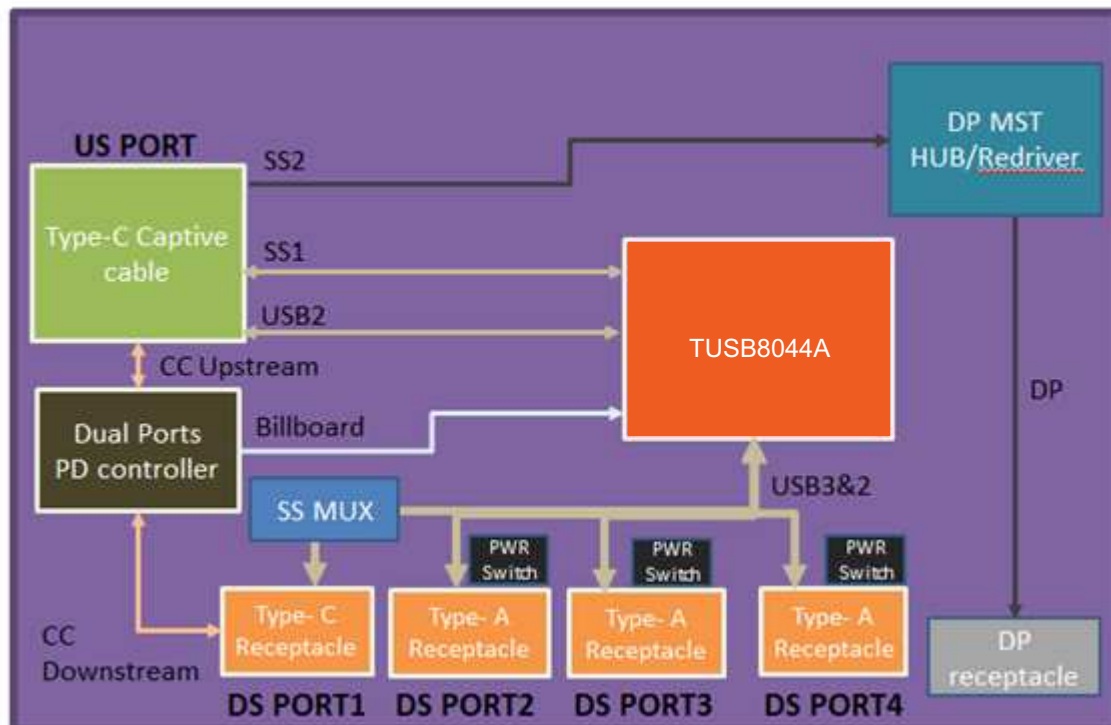 US PORT
SS2
DP MST
HUB/Redriver
Type-C Captive
cable
SS1
USB2
TUSB8044A
CC Upstream
DP
Dual Ports
PD controller
Billboard
USB3&2
SS MUX
PWR
Switch
PWR
Switch
PWR
Switch
Type- C
Receptacle
Type- A
Receptacle
Type- A
Receptacle
Type- A
Receptacle
CC
Downstream
DP
receptacle
DS PORT1
DS PORT2
DS PORT3
DS PORT4